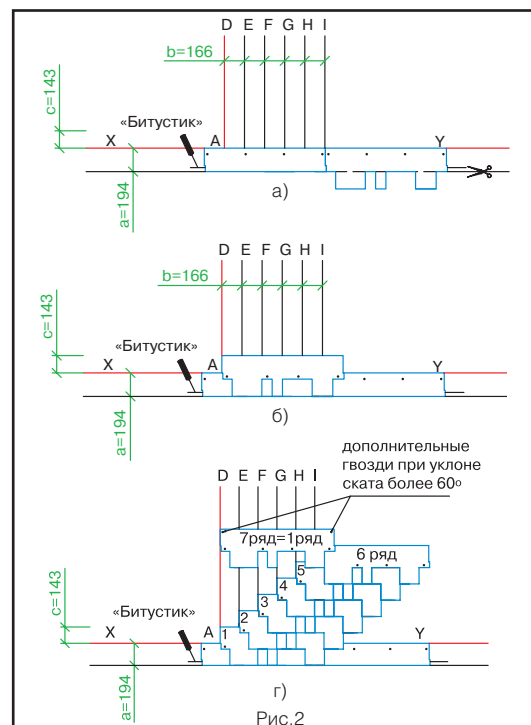 D E F G H I
b=166
c=143
«Битустик»
X A Y
a=194
а)
D E F G H I
b=166
c=143
«Битустик»
X A Y
a=194
б)
дополнительные
гвозди при уклоне
ската более 60º
D E F G H I
7ряд=1ряд
6 ряд
5
4
3
2
1
c=143
«Битустик»
X A Y
a=194
г)
Рис.2